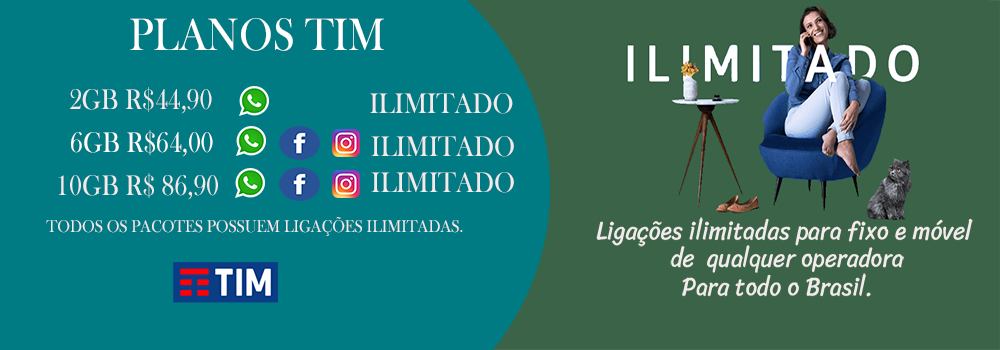 PLANOS TIM
2GB R$44,90 ILIMITADO
6GB R$64,00 ILIMITADO
10GB R$ 86,90 ILIMITADO
TODOS OS PACOTES POSSUEM LIGAÇÕES ILIMITADAS.
TIM
ILIMITADO
Ligações ilimitadas para fixo e móvel
de qualquer operadora
Para todo o Brasil.